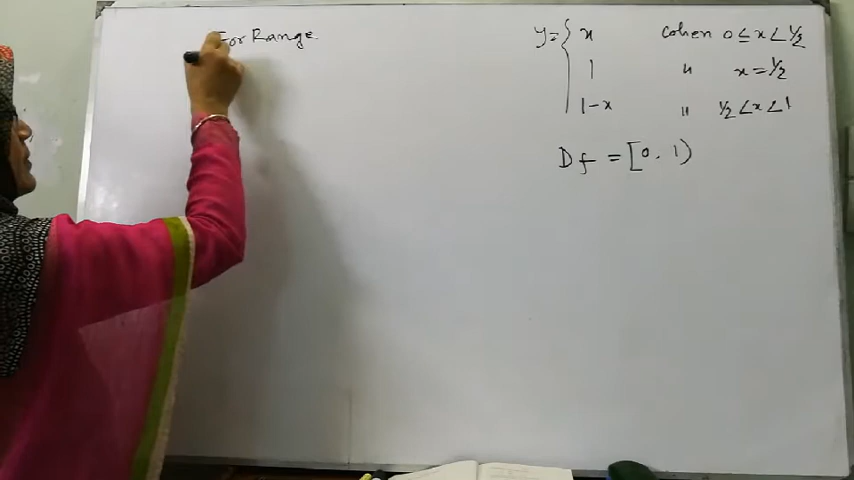 For Range
y = { x when 0 ≤ x < 1/2
1 " x = 1/2
1-x " 1/2 < x < 1
Df = [0, 1)